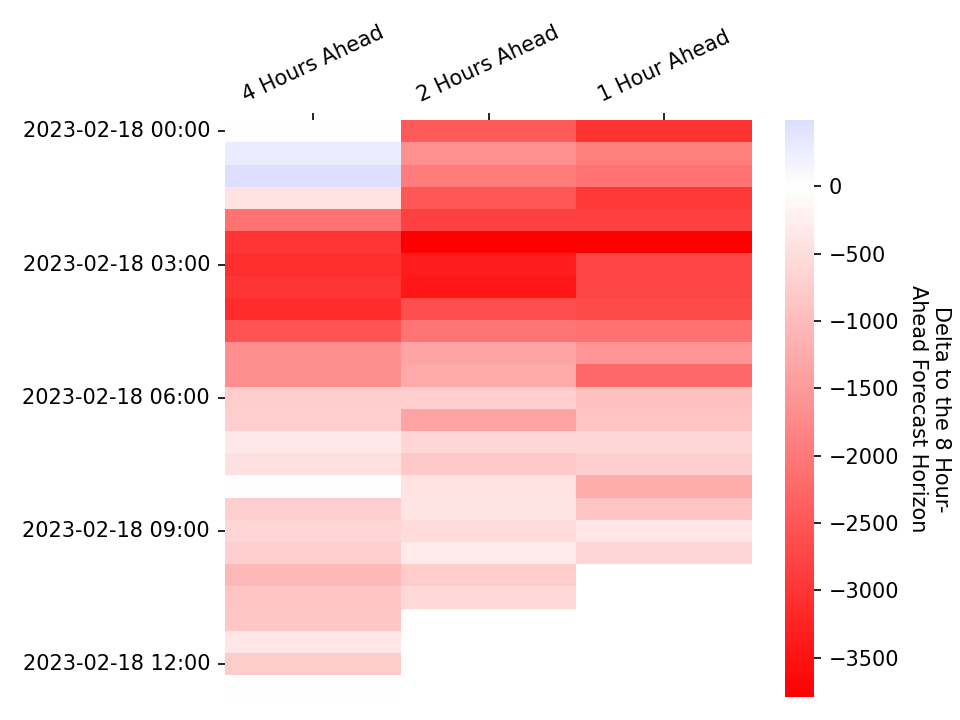 4 Hours Ahead
2 Hours Ahead
1 Hour Ahead
2023-02-18 00:00
2023-02-18 03:00
2023-02-18 06:00
2023-02-18 09:00
2023-02-18 12:00
0
−500
−1000
−1500
−2000
−2500
−3000
−3500
Delta to the 8 Hour-
Ahead Forecast Horizon